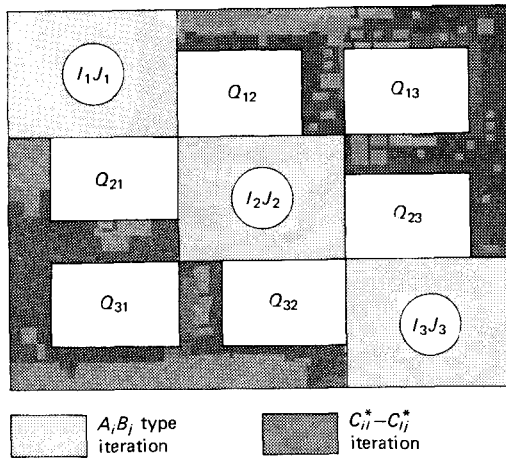 I₁J₁
Q₁₂
Q₁₃
Q₂₁
I₂J₂
Q₂₃
Q₃₁
Q₃₂
I₃J₃
AᵢBⱼ type
iteration
C*ᵢₗ–C*ₗⱼ
iteration